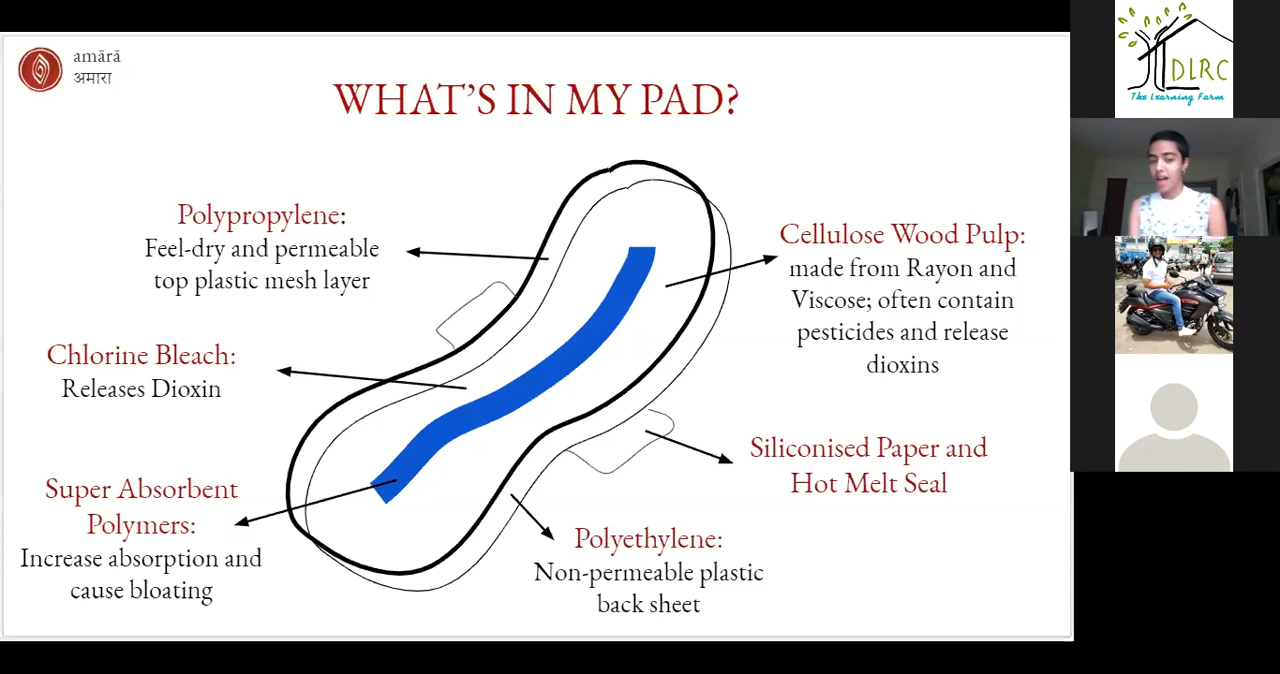 amārā
अमारा
WHAT'S IN MY PAD?
Polypropylene:
Feel-dry and permeable
top plastic mesh layer
Cellulose Wood Pulp:
made from Rayon and
Viscose; often contain
pesticides and release
dioxins
Chlorine Bleach:
Releases Dioxin
Siliconised Paper and
Hot Melt Seal
Super Absorbent
Polymers:
Increase absorption and
cause bloating
Polyethylene:
Non-permeable plastic
back sheet
DLRC
The Learning Farm